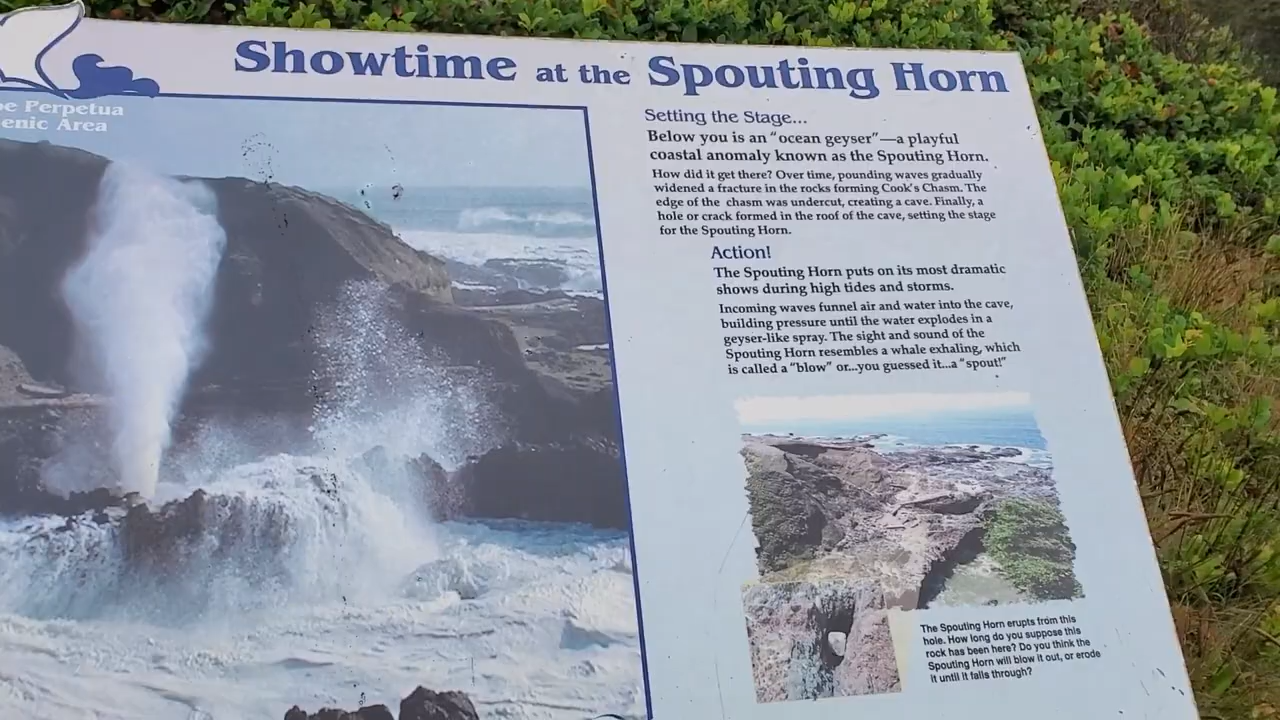 Showtime at the Spouting Horn
Perpetua
Area
Setting the Stage...
Below you is an "ocean geyser"—a playful
coastal anomaly known as the Spouting Horn.
How did it get there? Over time, pounding waves gradually
widened a fracture in the rocks forming Cook's Chasm. The
edge of the chasm was undercut, creating a cave. Finally, a
hole or crack formed in the roof of the cave, setting the stage
for the Spouting Horn.
Action!
The Spouting Horn puts on its most dramatic
shows during high tides and storms.
Incoming waves funnel air and water into the cave,
building pressure until the water explodes in a
geyser-like spray. The sight and sound of the
Spouting Horn resembles a whale exhaling, which
is called a "blow" or...you guessed it...a "spout!"
The Spouting Horn erupts from this
hole. How long do you suppose this
rock has been here? Do you think the
Spouting Horn will blow it out, or erode
it until it falls through?